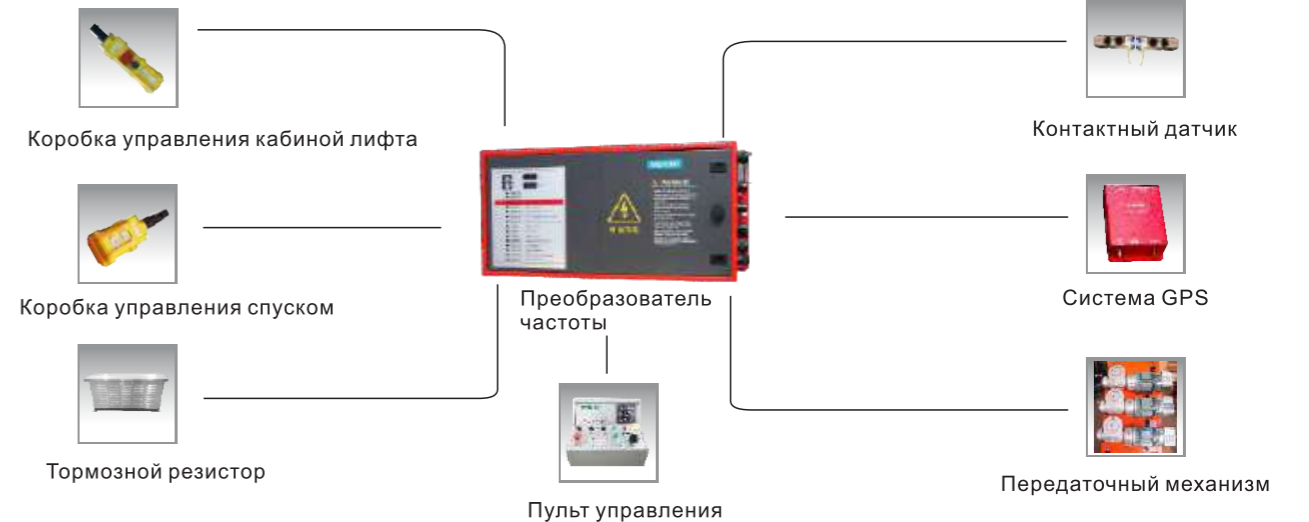 Коробка управления кабиной лифта
Контактный датчик
Коробка управления спуском
Преобразователь
частоты
Система GPS
Тормозной резистор
Пульт управления
Передаточный механизм